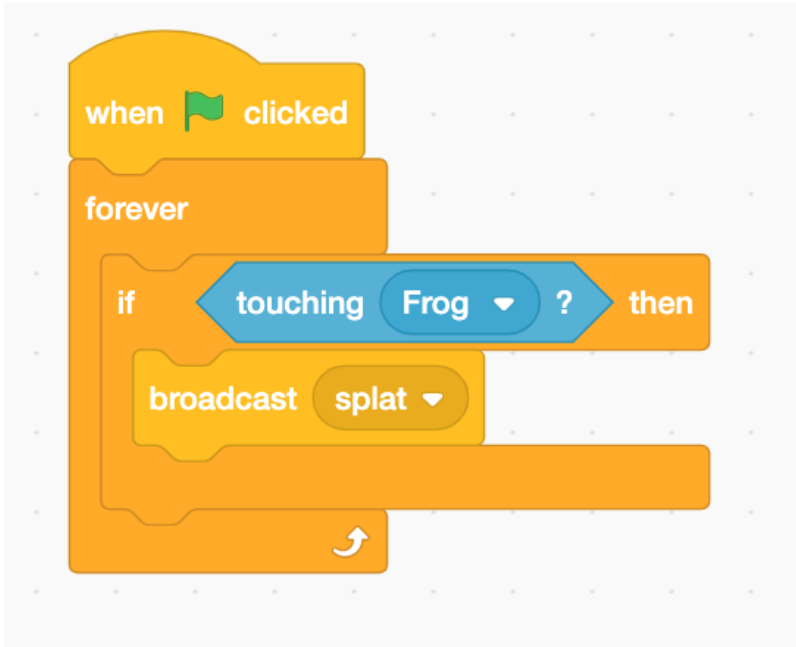 when clicked
forever
if touching Frog ? then
broadcast splat